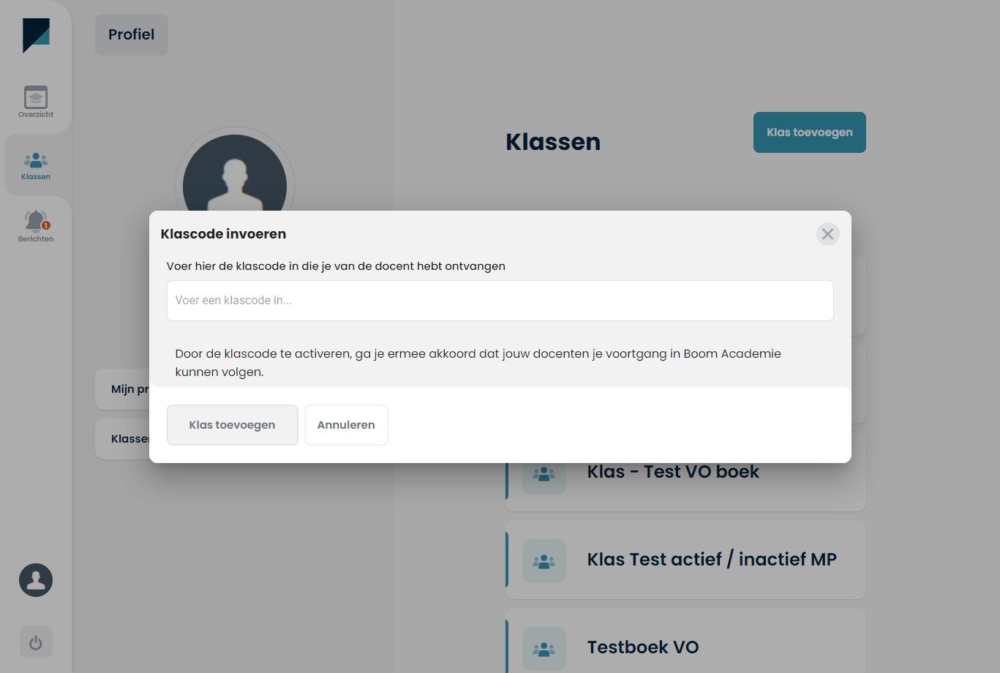 Profiel
Overzicht
Klassen
1
Berichten
Klassen
Klas toevoegen
Klascode invoeren
Voer hier de klascode in die je van de docent hebt ontvangen
Voer een klascode in...
Door de klascode te activeren, ga je ermee akkoord dat jouw docenten je voortgang in Boom Academie
kunnen volgen.
Klas toevoegen
Annuleren
Mijn pr
Klassen
Klas - Test VO boek
Klas Test actief / inactief MP
Testboek VO